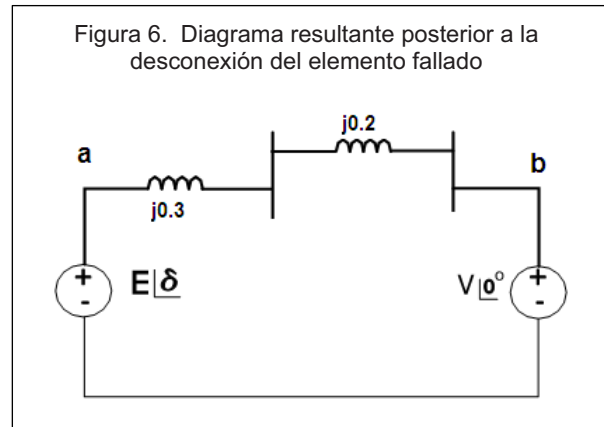 Figura 6. Diagrama resultante posterior a la
desconexión del elemento fallado
j0.2
a
b
j0.3
+
-
E|δ
V|0°
+
-